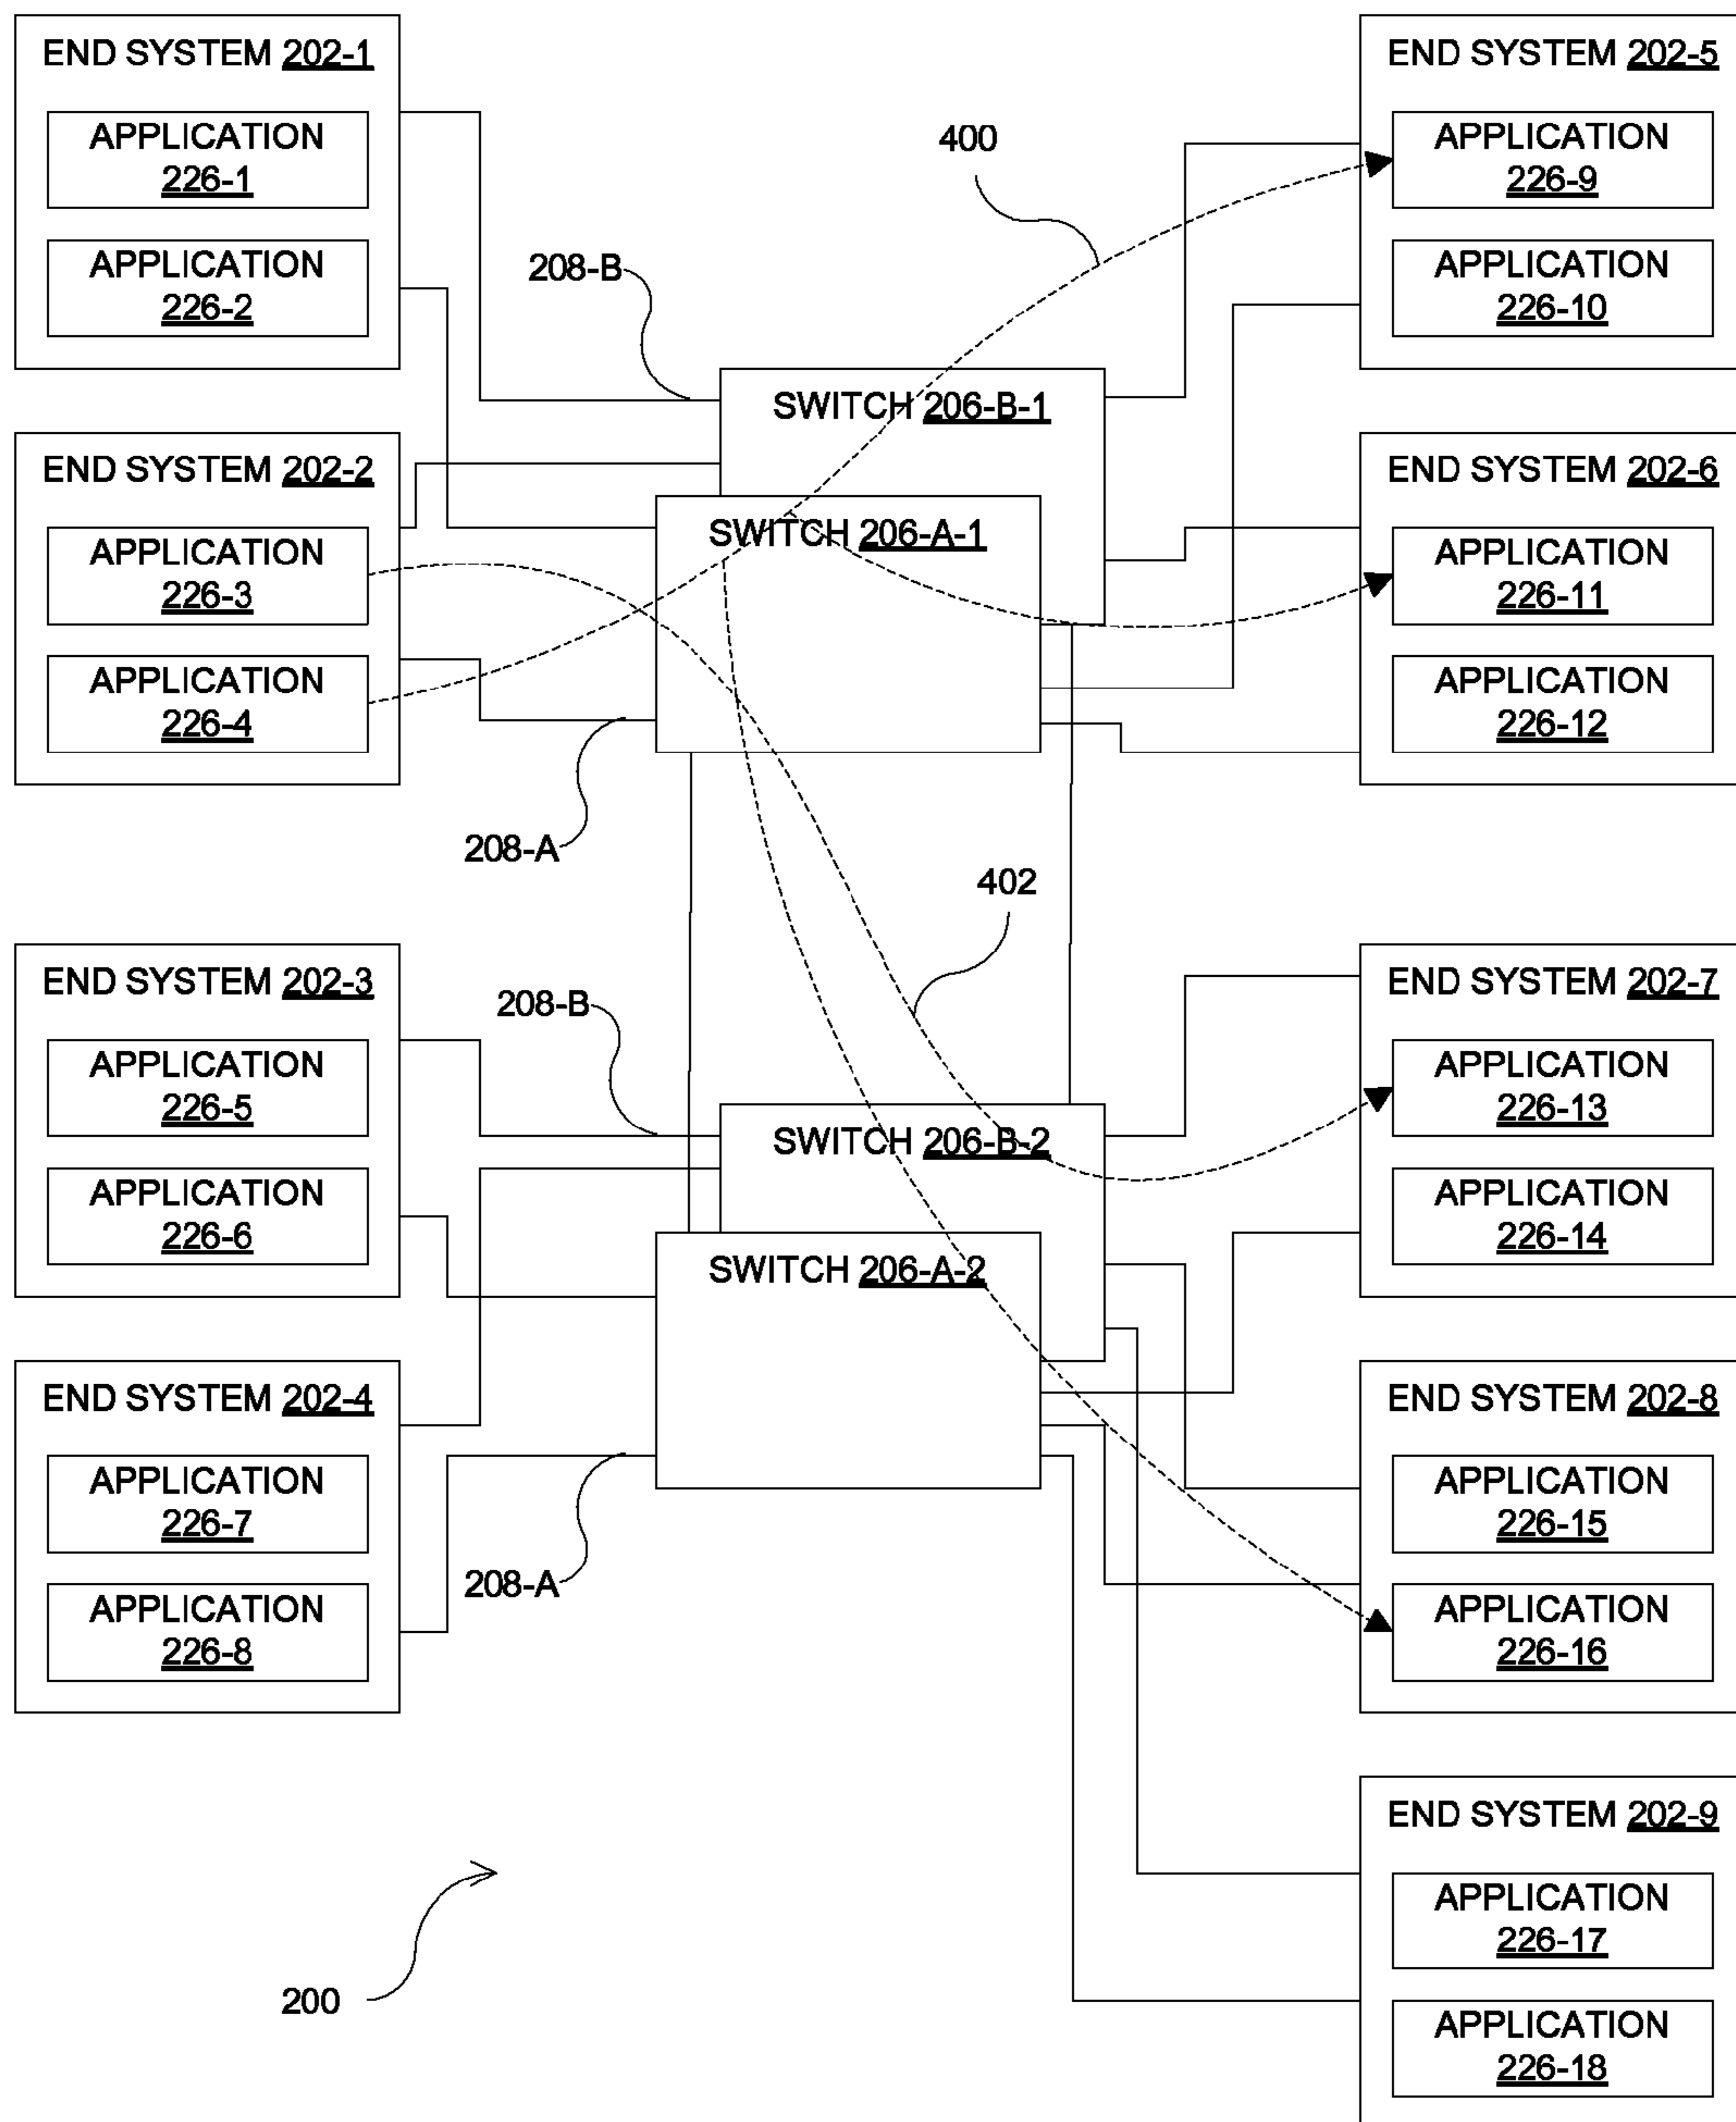 END SYSTEM 202-1
APPLICATION
226-1
APPLICATION
226-2
END SYSTEM 202-2
APPLICATION
226-3
APPLICATION
226-4
END SYSTEM 202-3
APPLICATION
226-5
APPLICATION
226-6
END SYSTEM 202-4
APPLICATION
226-7
APPLICATION
226-8
200
208-B
SWITCH 206-B-1
SWITCH 206-A-1
208-A
400
402
208-B
SWITCH 206-B-2
SWITCH 206-A-2
208-A
END SYSTEM 202-5
APPLICATION
226-9
APPLICATION
226-10
END SYSTEM 202-6
APPLICATION
226-11
APPLICATION
226-12
END SYSTEM 202-7
APPLICATION
226-13
APPLICATION
226-14
END SYSTEM 202-8
APPLICATION
226-15
APPLICATION
226-16
END SYSTEM 202-9
APPLICATION
226-17
APPLICATION
226-18